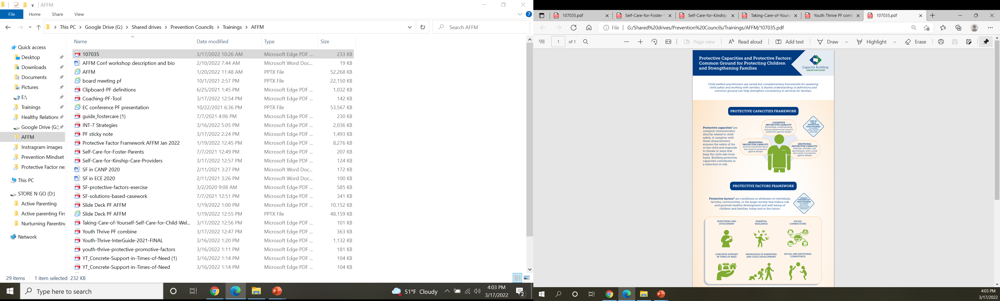 AFFM
File Home Share View
This PC > Google Drive (G:) > Shared drives > Prevention Councils > Trainings > AFFM
Search AFFM
Quick access
Desktop
Downloads
Documents
Pictures
E:\
Trainings
Healthy Relations
Google Drive (G:)
AFFM
Instragram images
Prevention Mindset
Protective Factor ne
This PC
STORE N GO (D:)
Active Parenting
Active parenting Firs
Nurturning Parenting
Network
Name Date modified Type Size
107035 3/17/2022 10:26 AM Microsoft Edge PDF ... 233 KB
AFFM Conf workshop description and bio 2/10/2022 7:44 AM Microsoft Word Doc... 19 KB
AFFM 1/20/2022 11:48 AM PPTX File 52,268 KB
board meeting pf 10/1/2021 2:57 PM PPTX File 22,150 KB
Clipboard-PF definitions 6/25/2021 1:45 PM Microsoft Edge PDF ... 1,032 KB
Coaching-PF-Tool 3/17/2022 12:54 PM Microsoft Edge PDF ... 142 KB
EC conference PF presentation 10/22/2021 6:36 PM PPTX File 53,567 KB
guide_fostercare (1) 7/7/2021 4:06 PM Microsoft Edge PDF ... 230 KB
INT-7 Strategies 3/16/2022 5:05 PM Microsoft Edge PDF ... 2,036 KB
PF sticky note 3/17/2022 2:24 PM Microsoft Edge PDF ... 1,493 KB
Protective Factor Framework AFFM Jan 2022 1/19/2022 12:45 PM Microsoft Edge PDF ... 8,276 KB
Self-Care-for-Foster-Parents 7/7/2021 12:49 PM Microsoft Edge PDF ... 207 KB
Self-Care-for-Kinship-Care-Providers 3/17/2022 12:57 PM Microsoft Edge PDF ... 124 KB
SF in CANP 2020 2/11/2021 3:27 PM Microsoft Word Doc... 172 KB
SF in ECE 2020 2/11/2021 3:26 PM Microsoft Word Doc... 100 KB
SF-protective-factors-exercise 3/2/2020 9:08 AM Microsoft Edge PDF ... 585 KB
SF-solutions-based-casework 7/7/2021 12:51 PM Microsoft Edge PDF ... 341 KB
Slide Deck PF AFFM 1/19/2022 1:00 PM Microsoft Edge PDF ... 10,152 KB
Slide Deck PF AFFM 1/19/2022 12:55 PM PPTX File 48,159 KB
Taking-Care-of-Yourself-Self-Care-for-Child-Wel... 3/17/2022 12:56 PM Microsoft Edge PDF ... 101 KB
Youth Thrive PF combine 3/17/2022 12:47 PM Microsoft Edge PDF ... 363 KB
Youth-Thrive-InterGuide-2021-FINAL 3/16/2022 1:20 PM Microsoft Edge PDF ... 1,132 KB
youth-thrive-protective-promotive-factors 3/16/2022 1:11 PM Microsoft Edge PDF ... 181 KB
YT_Concrete-Support-in-Times-of-Need (1) 3/16/2022 1:14 PM Microsoft Edge PDF ... 104 KB
YT_Concrete-Support-in-Times-of-Need 3/16/2022 1:14 PM Microsoft Edge PDF ... 104 KB
29 items 1 item selected 232 KB
Type here to search
51°F Cloudy
4:03 PM
3/17/2022
2
107035.pdf Self-Care-for-Foster-P Self-Care-for-Kinship- Taking-Care-of-Yourse Youth Thrive PF comb 107035.pdf
File G:/Shared%20drives/Prevention%20Councils/Trainings/AFFM/107035.pdf
1 of 1 Page view Read aloud Add text Draw Highlight Erase
Protective Capacities and Protective Factors:
Common Ground for Protecting Children
and Strengthening Families
Capacity Building
CENTER FOR STATES
Child welfare practitioners use varied but complementary frameworks for assessing
child safety and working with families. A shared understanding of definitions and
common ground can help strengthen consistency in services for families.
PROTECTIVE CAPACITIES FRAMEWORK
Protective capacities¹ are
caregiver characteristics
directly related to child
safety. A caregiver with
these characteristics
ensures the safety of his
or her child and responds
to threats in ways that
keep the child safe from
harm. Building protective
capacities contributes to
a reduction in risk.
COGNITIVE
PROTECTIVE CAPACITY:
Knowledge, understanding,
and perceptions that result in
protection against danger
USED BY
CHILD
PROTECTION
PRACTITIONERS
TO ASSESS
CHILD SAFETY
AND RISK
BEHAVIORAL
PROTECTIVE CAPACITY:
Actions and performance
that result in protection
against danger
EMOTIONAL
PROTECTIVE CAPACITY:
Feelings, attitudes, and
identification with a child
that result in protection
against danger
PROTECTIVE FACTORS FRAMEWORK
Protective factors² are conditions or attributes of individuals,
families, communities, or the larger society that reduce risk
and promote healthy development and well-being of
children and families, today and in the future.
USED BY
PREVENTION
PRACTITIONERS
TO ASSESS
AND HELP
STRENGTHEN
FAMILIES
NURTURING AND
ATTACHMENT
PARENTAL
RESILIENCE
SOCIAL
CONNECTIONS
CONCRETE SUPPORT
IN TIMES OF NEED
KNOWLEDGE OF PARENTING
AND CHILD DEVELOPMENT
SOCIAL AND EMOTIONAL
COMPETENCE
4:03 PM
3/17/2022